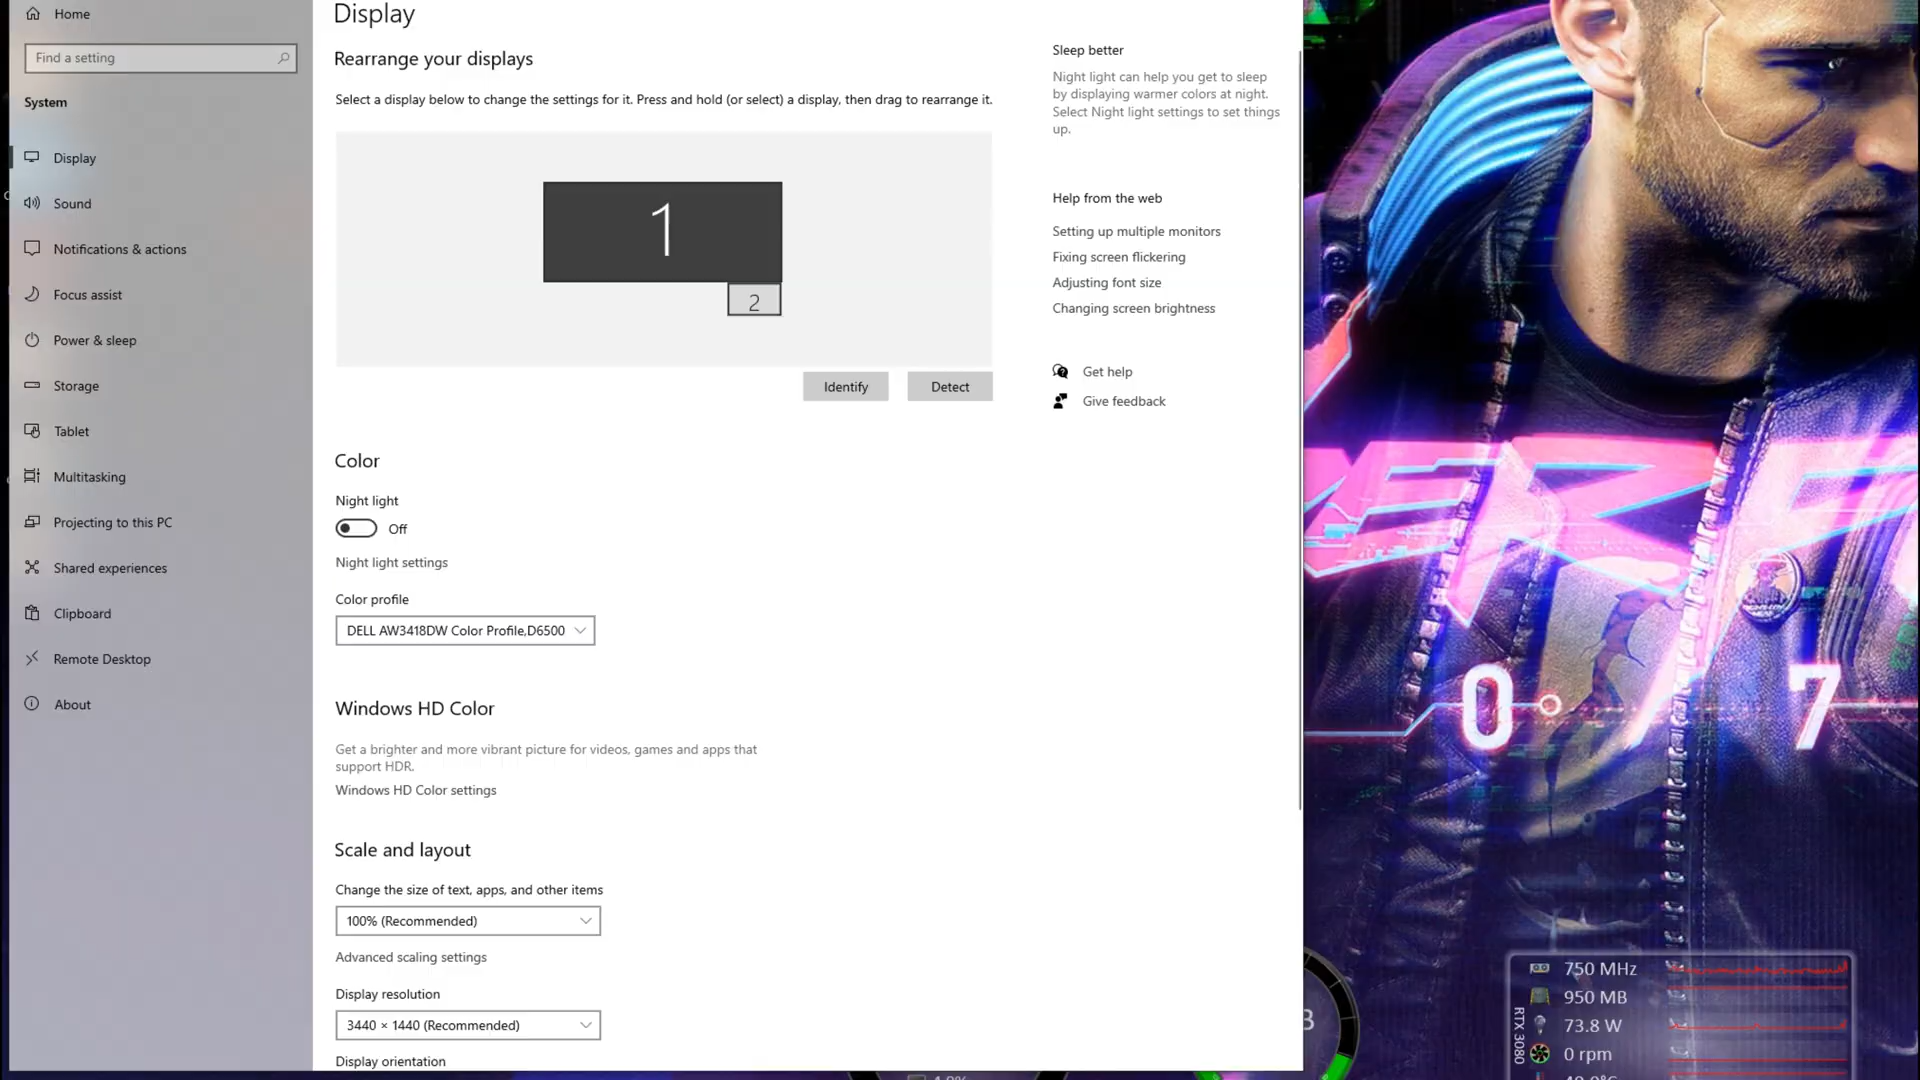 Home
Find a setting
System
Display
Sound
Notifications & actions
Focus assist
Power & sleep
Storage
Tablet
Multitasking
Projecting to this PC
Shared experiences
Clipboard
Remote Desktop
About
Display
Rearrange your displays
Select a display below to change the settings for it. Press and hold (or select) a display, then drag to rearrange it.
1
2
Identify
Detect
Color
Night light
Off
Night light settings
Color profile
DELL AW3418DW Color Profile,D6500
Windows HD Color
Get a brighter and more vibrant picture for videos, games and apps that
support HDR.
Windows HD Color settings
Scale and layout
Change the size of text, apps, and other items
100% (Recommended)
Advanced scaling settings
Display resolution
3440 × 1440 (Recommended)
Display orientation
Sleep better
Night light can help you get to sleep
by displaying warmer colors at night.
Select Night light settings to set things
up.
Help from the web
Setting up multiple monitors
Fixing screen flickering
Adjusting font size
Changing screen brightness
Get help
Give feedback
0 7
RTX 3080
750 MHz
950 MB
73.8 W
0 rpm